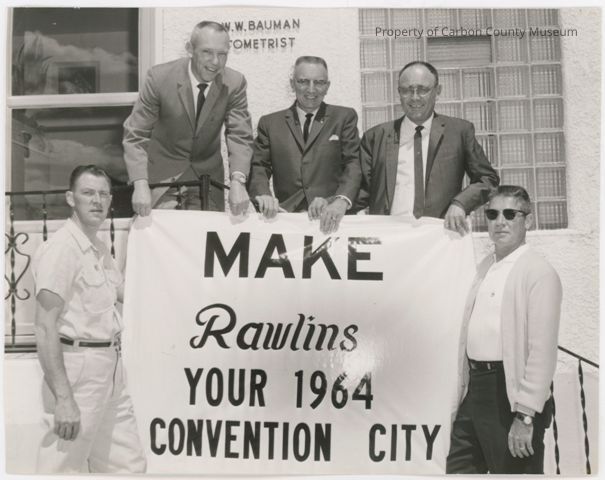 W.W. BAUMAN
Property of Carbon County Museum
TOMETRIST
MAKE
Rawlins
YOUR 1964
CONVENTION CITY